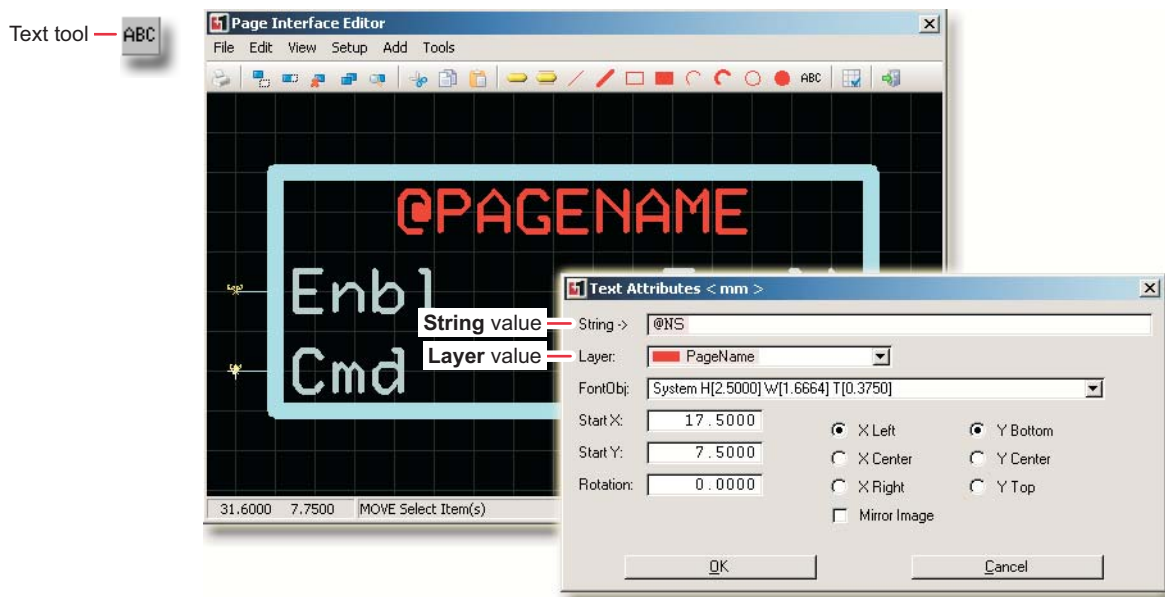 Text tool
ABC
Page Interface Editor
File Edit View Setup Add Tools
ABC
@PAGENAME
Enbl
Cmd
31.6000 7.7500 MOVE Select Item(s)
Text Attributes < mm >
String value
String -> @NS
Layer value
Layer: PageName
FontObj: System H[2.5000] W[1.6664] T[0.3750]
Start X: 17.5000 X Left Y Bottom
Start Y: 7.5000 X Center Y Center
Rotation: 0.0000 X Right Y Top
Mirror Image
OK Cancel